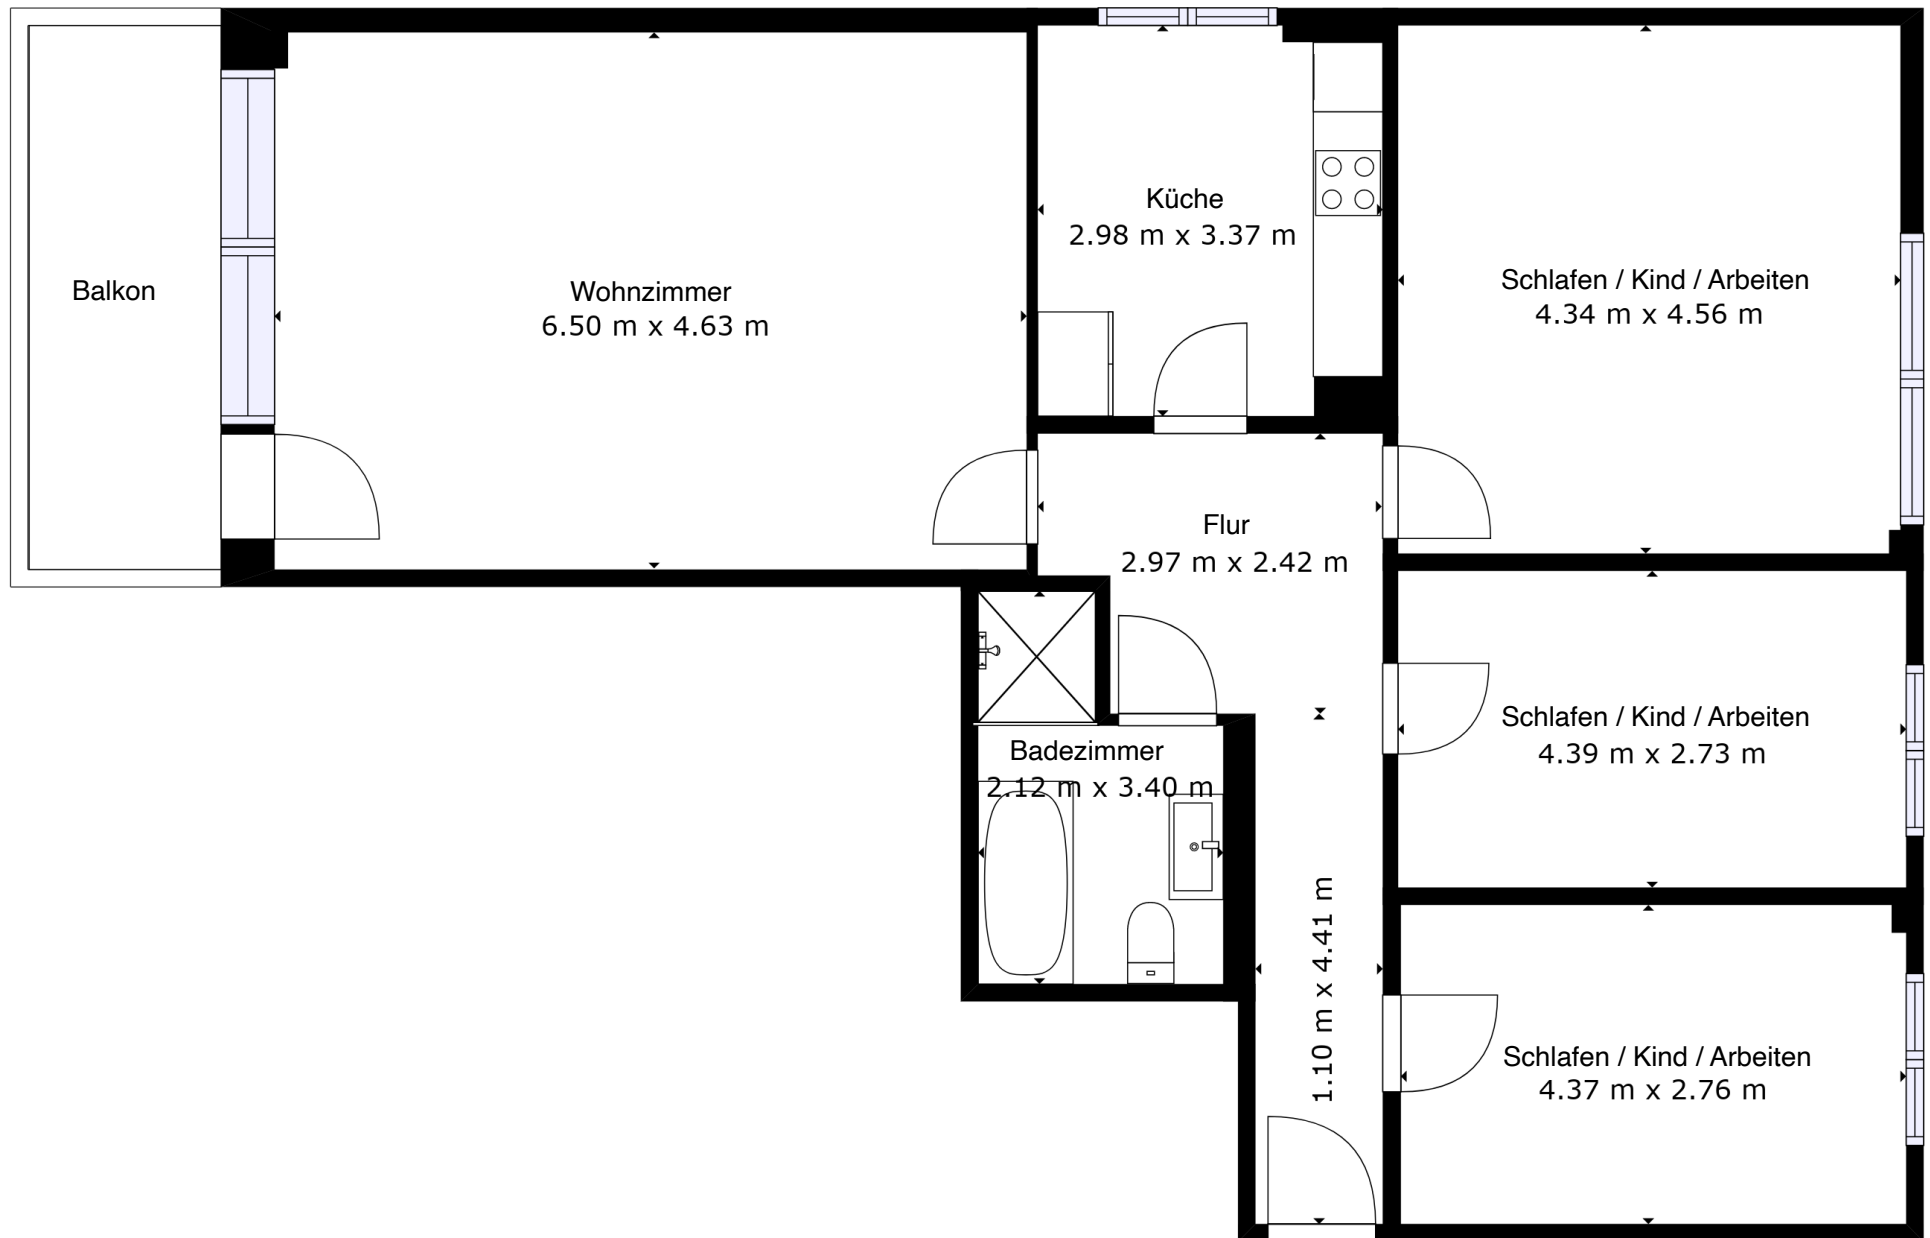 Balkon
Wohnzimmer
6.50 m x 4.63 m
Küche
2.98 m x 3.37 m
Schlafen / Kind / Arbeiten
4.34 m x 4.56 m
Flur
2.97 m x 2.42 m
Schlafen / Kind / Arbeiten
4.39 m x 2.73 m
Badezimmer
2.12 m x 3.40 m
1.10 m x 4.41 m
Schlafen / Kind / Arbeiten
4.37 m x 2.76 m